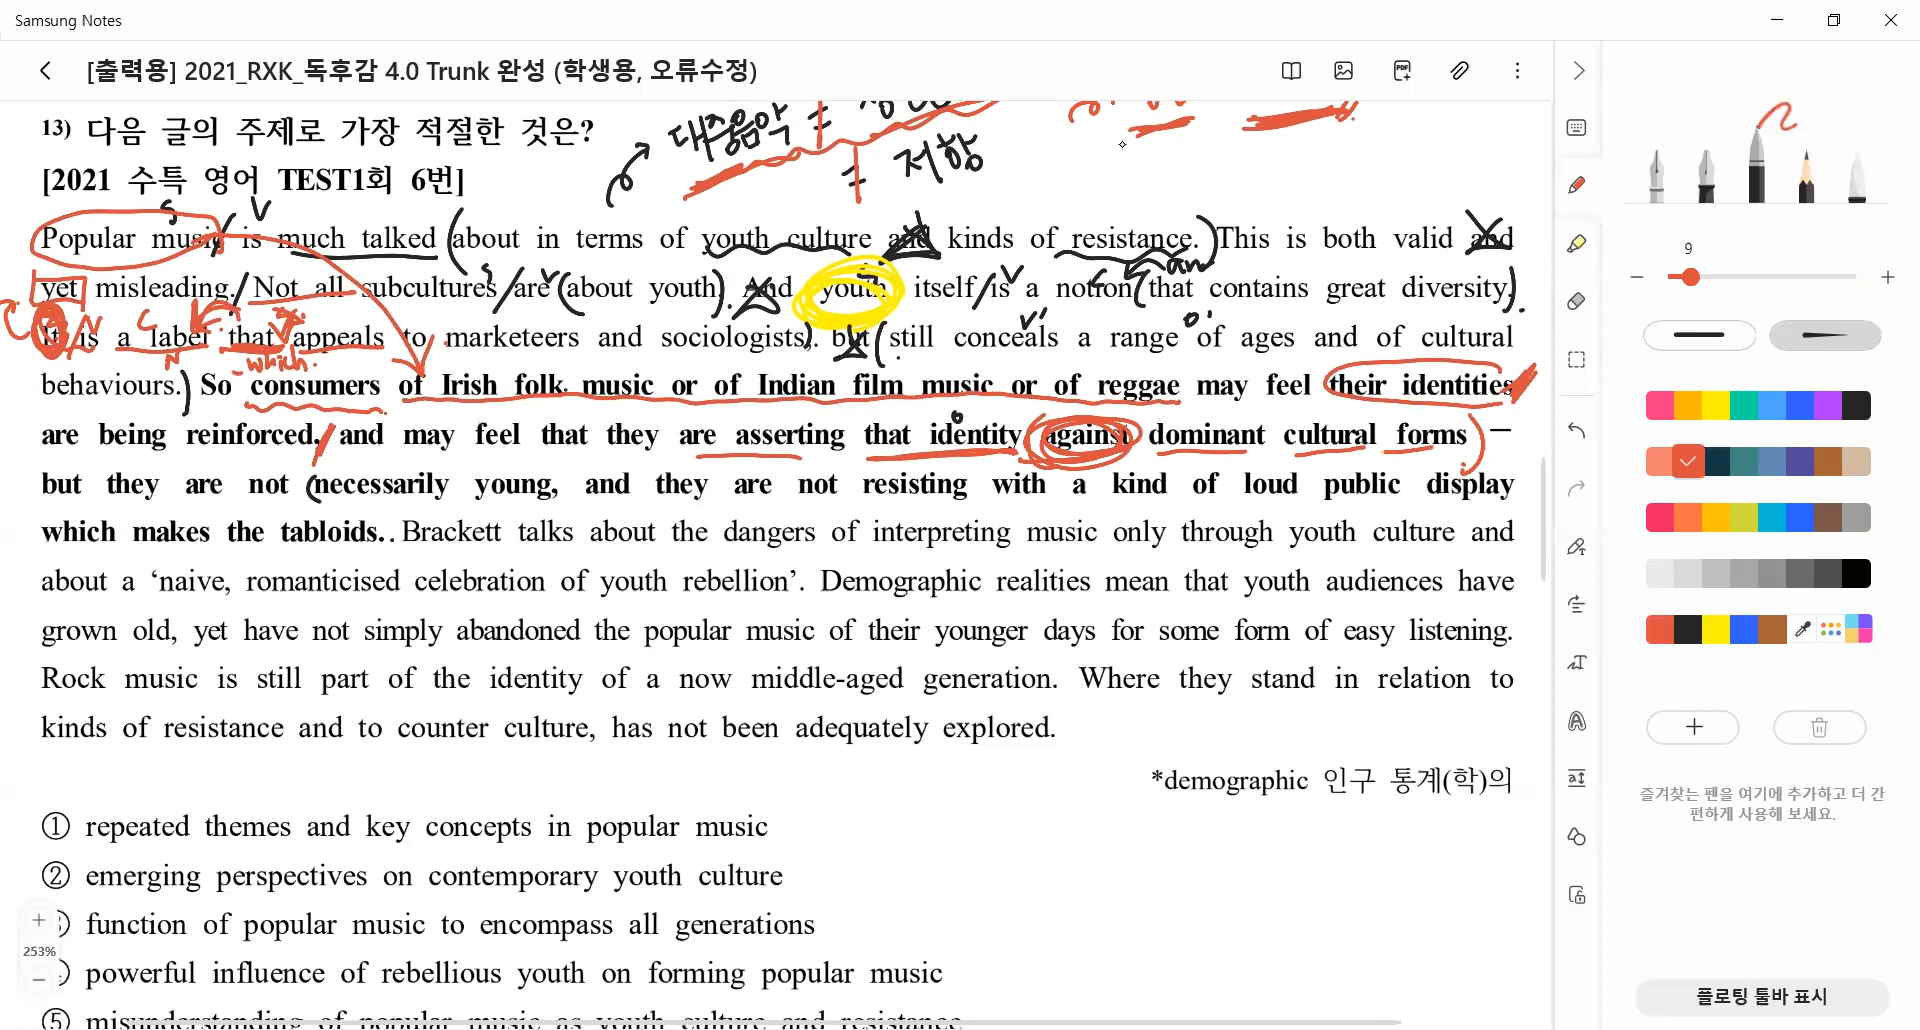 Samsung Notes
[출력용] 2021_RXK_독후감 4.0 Trunk 완성 (학생용, 오류수정)
대중음악 =
= 저항
13) 다음 글의 주제로 가장 적절한 것은?
[2021 수특 영어 TEST1회 6번]
S V
Popular music is much talked about in terms of youth culture and kinds of resistance. This is both valid and
S V V C and
yet misleading. Not all subcultures are about youth. And youth itself is a notion that contains great diversity.
C N C V V' O'
It is a label that appeals to marketeers and sociologists, but still conceals a range of ages and of cultural
N which
behaviours. So consumers of Irish folk music or of Indian film music or of reggae may feel their identities
O
are being reinforced, and may feel that they are asserting that identity against dominant cultural forms –
but they are not necessarily young, and they are not resisting with a kind of loud public display
which makes the tabloids. Brackett talks about the dangers of interpreting music only through youth culture and
about a ‘naive, romanticised celebration of youth rebellion’. Demographic realities mean that youth audiences have
grown old, yet have not simply abandoned the popular music of their younger days for some form of easy listening.
Rock music is still part of the identity of a now middle-aged generation. Where they stand in relation to
kinds of resistance and to counter culture, has not been adequately explored.
*demographic 인구 통계(학)의
① repeated themes and key concepts in popular music
② emerging perspectives on contemporary youth culture
function of popular music to encompass all generations
powerful influence of rebellious youth on forming popular music
⑤ misunderstanding of popular music as youth culture and resistance
253%
9
즐겨찾는 펜을 여기에 추가하고 더 간
편하게 사용해 보세요.
플로팅 툴바 표시